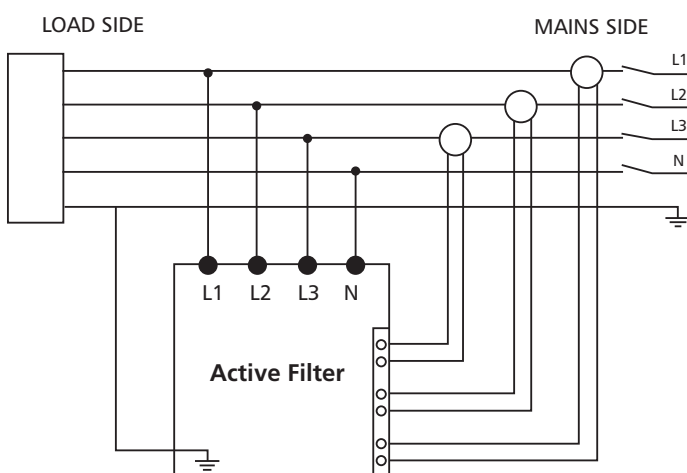 LOAD SIDE
MAINS SIDE
L1
L2
L3
N
L1 L2 L3 N
Active Filter